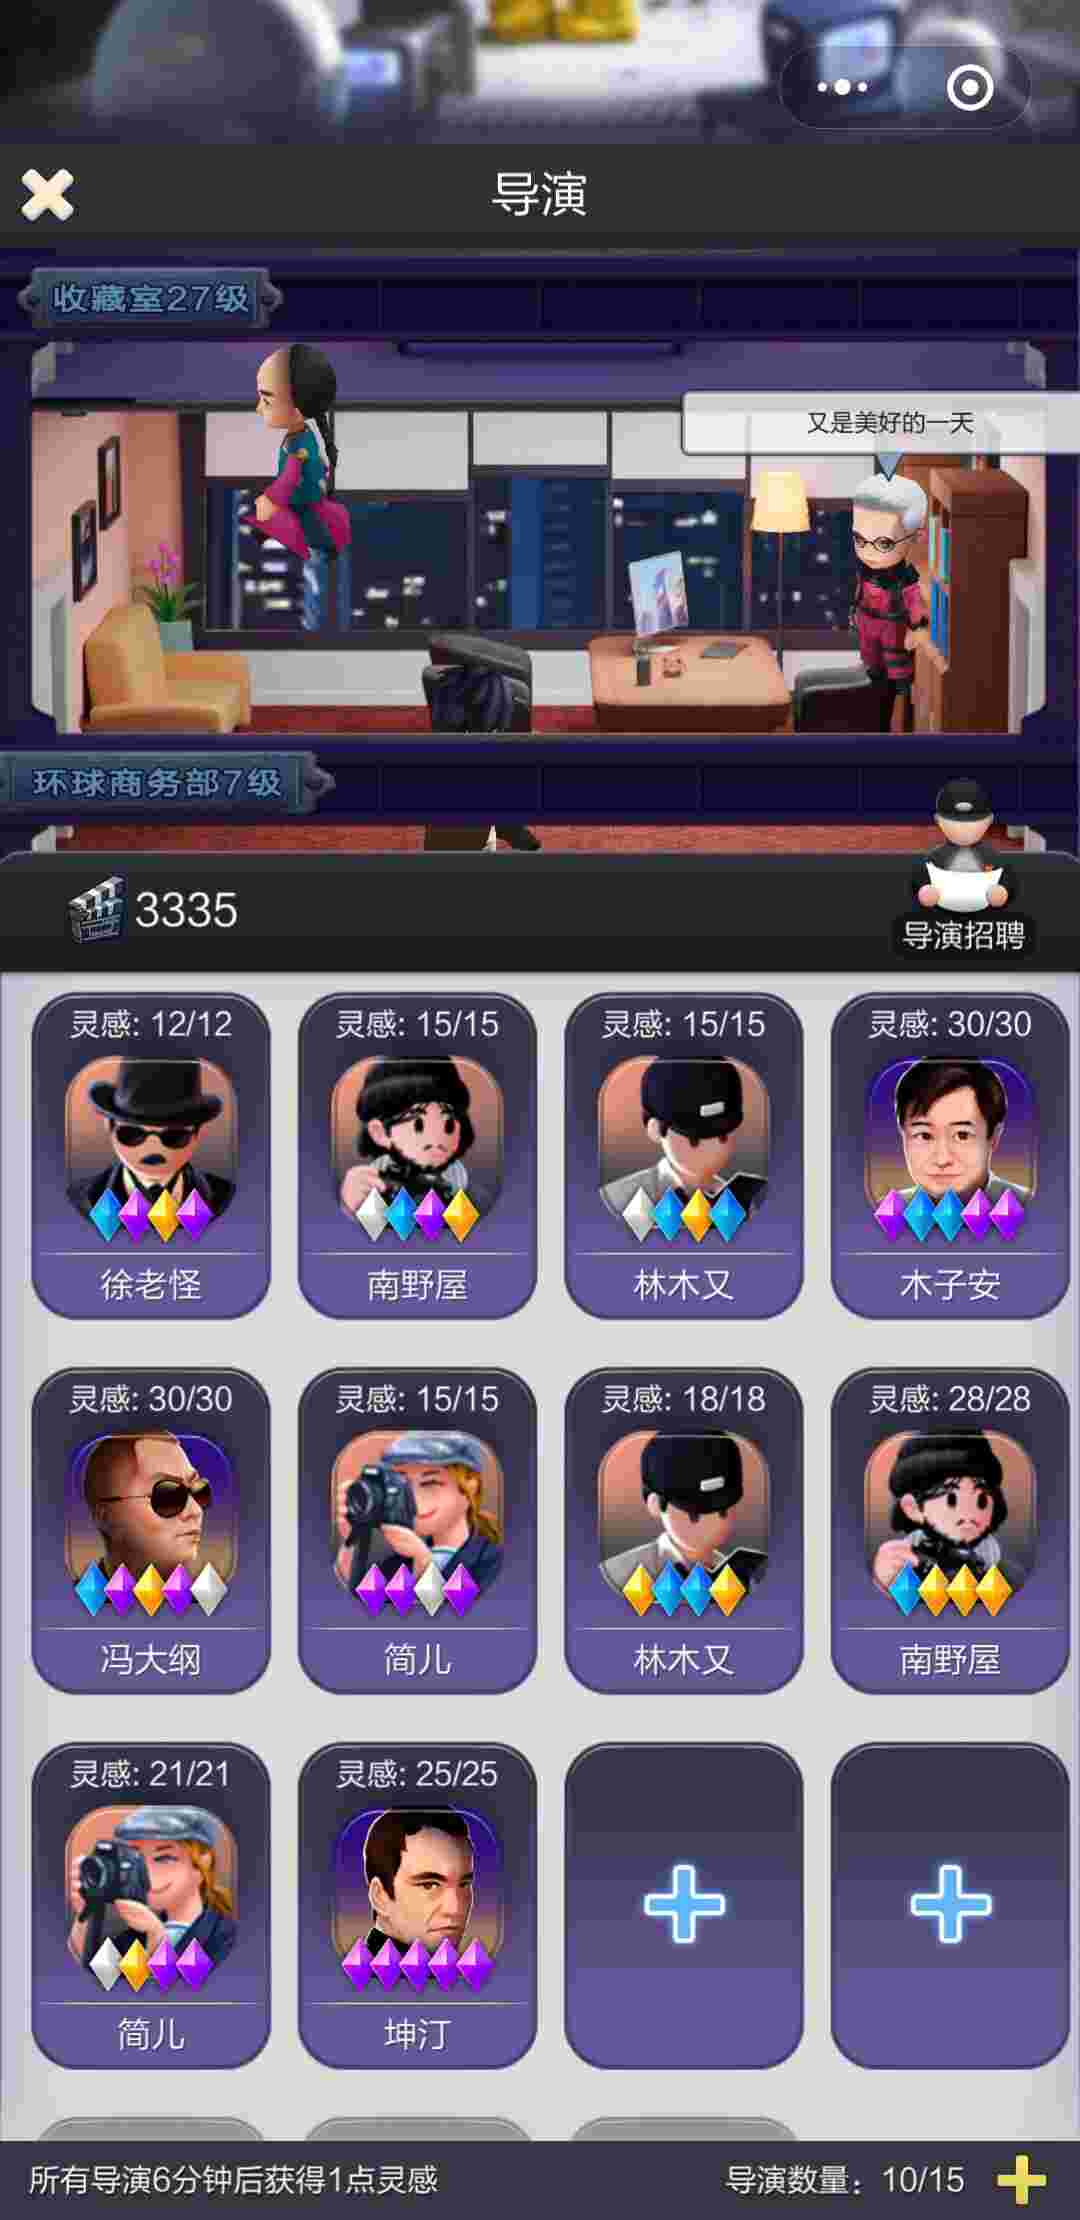 导演
收藏室27级
又是美好的一天
环球商务部7级
3335
导演招聘
灵感: 12/12
灵感: 15/15
灵感: 15/15
灵感: 30/30
徐老怪
南野屋
林木又
木子安
灵感: 30/30
灵感: 15/15
灵感: 18/18
灵感: 28/28
冯大纲
简儿
林木又
南野屋
灵感: 21/21
灵感: 25/25
简儿
坤汀
所有导演6分钟后获得1点灵感
导演数量：10/15